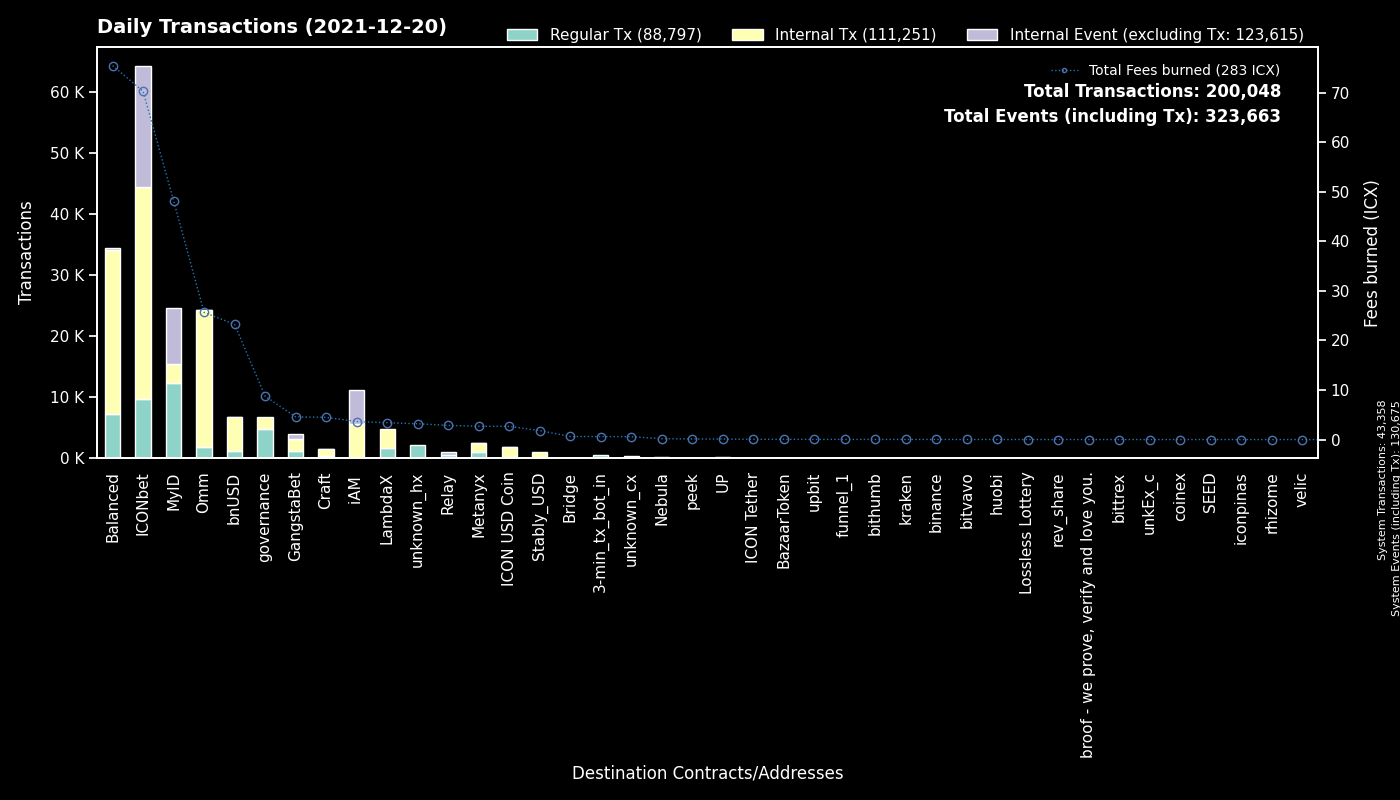 Daily Transactions (2021-12-20)
Regular Tx (88,797)
Internal Tx (111,251)
Internal Event (excluding Tx: 123,615)
Total Fees burned (283 ICX)
Total Transactions: 200,048
Total Events (including Tx): 323,663
Transactions
60 K
50 K
40 K
30 K
20 K
10 K
0 K
70
60
50
40
30
20
10
0
Fees burned (ICX)
Balanced
ICONbet
MyID
Omm
bnUSD
governance
GangstaBet
Craft
iAM
LambdaX
unknown_hx
Relay
Metanyx
ICON USD Coin
Stably_USD
Bridge
3-min_tx_bot_in
unknown_cx
Nebula
peek
UP
ICON Tether
BazaarToken
upbit
funnel_1
bithumb
kraken
binance
bitvavo
huobi
Lossless Lottery
rev_share
broof - we prove, verify and love you.
bittrex
unkEx_c
coinex
SEED
iconpinas
rhizome
velic
Destination Contracts/Addresses
System Transactions: 43,358
System Events (including Tx): 130,675